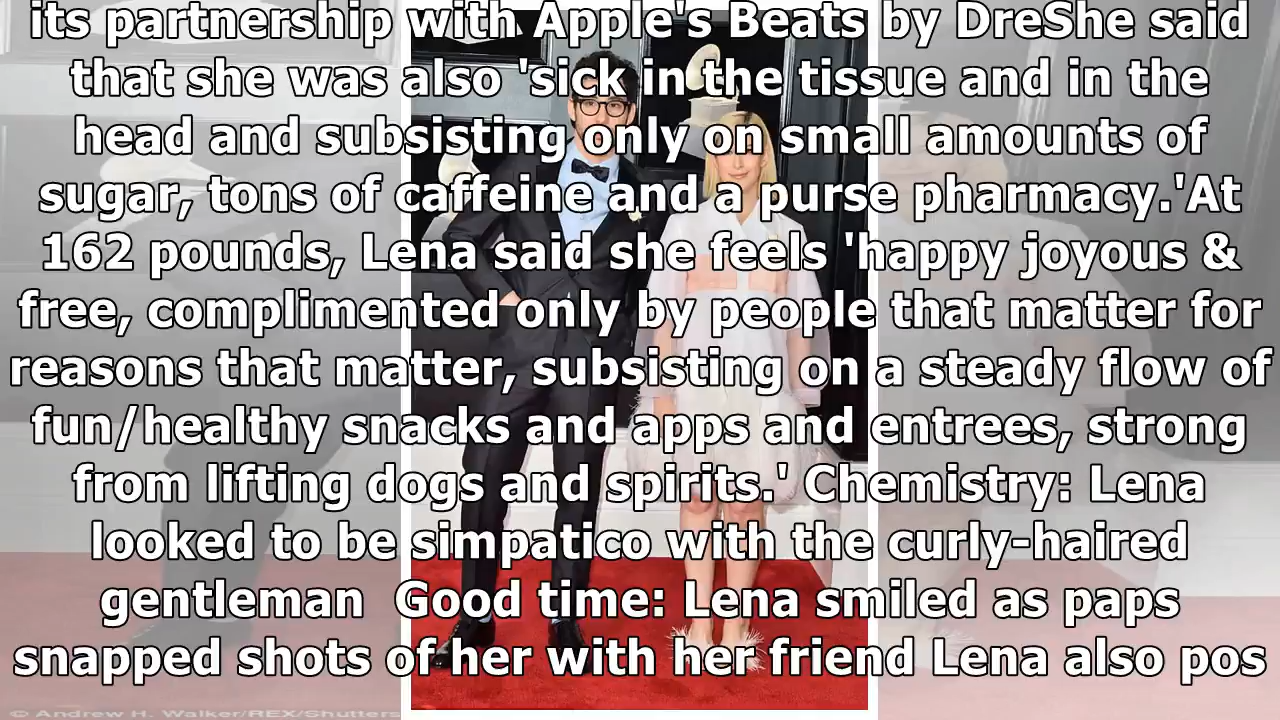 its partnership with Apple's Beats by DreShe said
that she was also 'sick in the tissue and in the
head and subsisting only on small amounts of
sugar, tons of caffeine and a purse pharmacy.'At
162 pounds, Lena said she feels 'happy joyous &
free, complimented only by people that matter for
reasons that matter, subsisting on a steady flow of
fun/healthy snacks and apps and entrees, strong
from lifting dogs and spirits.' Chemistry: Lena
looked to be simpatico with the curly-haired
gentleman  Good time: Lena smiled as paps
snapped shots of her with her friend Lena also pos
© Andrew H. Walker/REX/Shutters